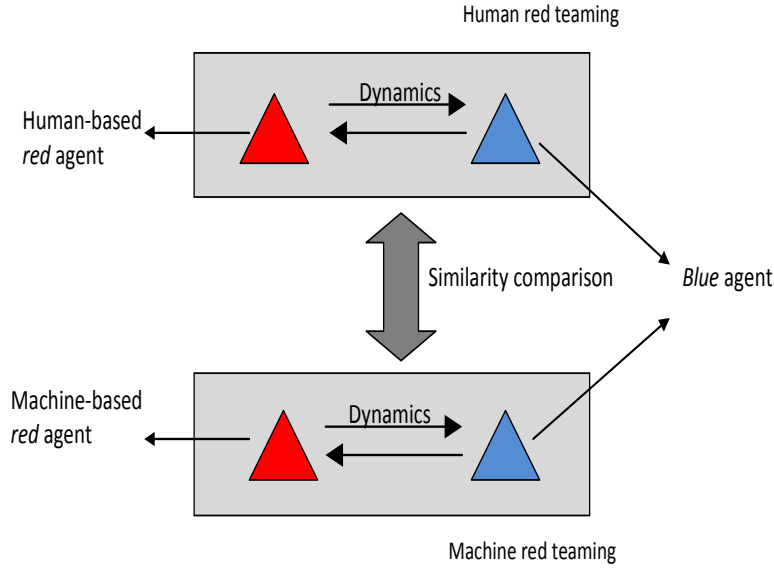 Human red teaming
Dynamics
Human-based
red agent
Similarity comparison
Blue agent
Machine-based
red agent
Dynamics
Machine red teaming